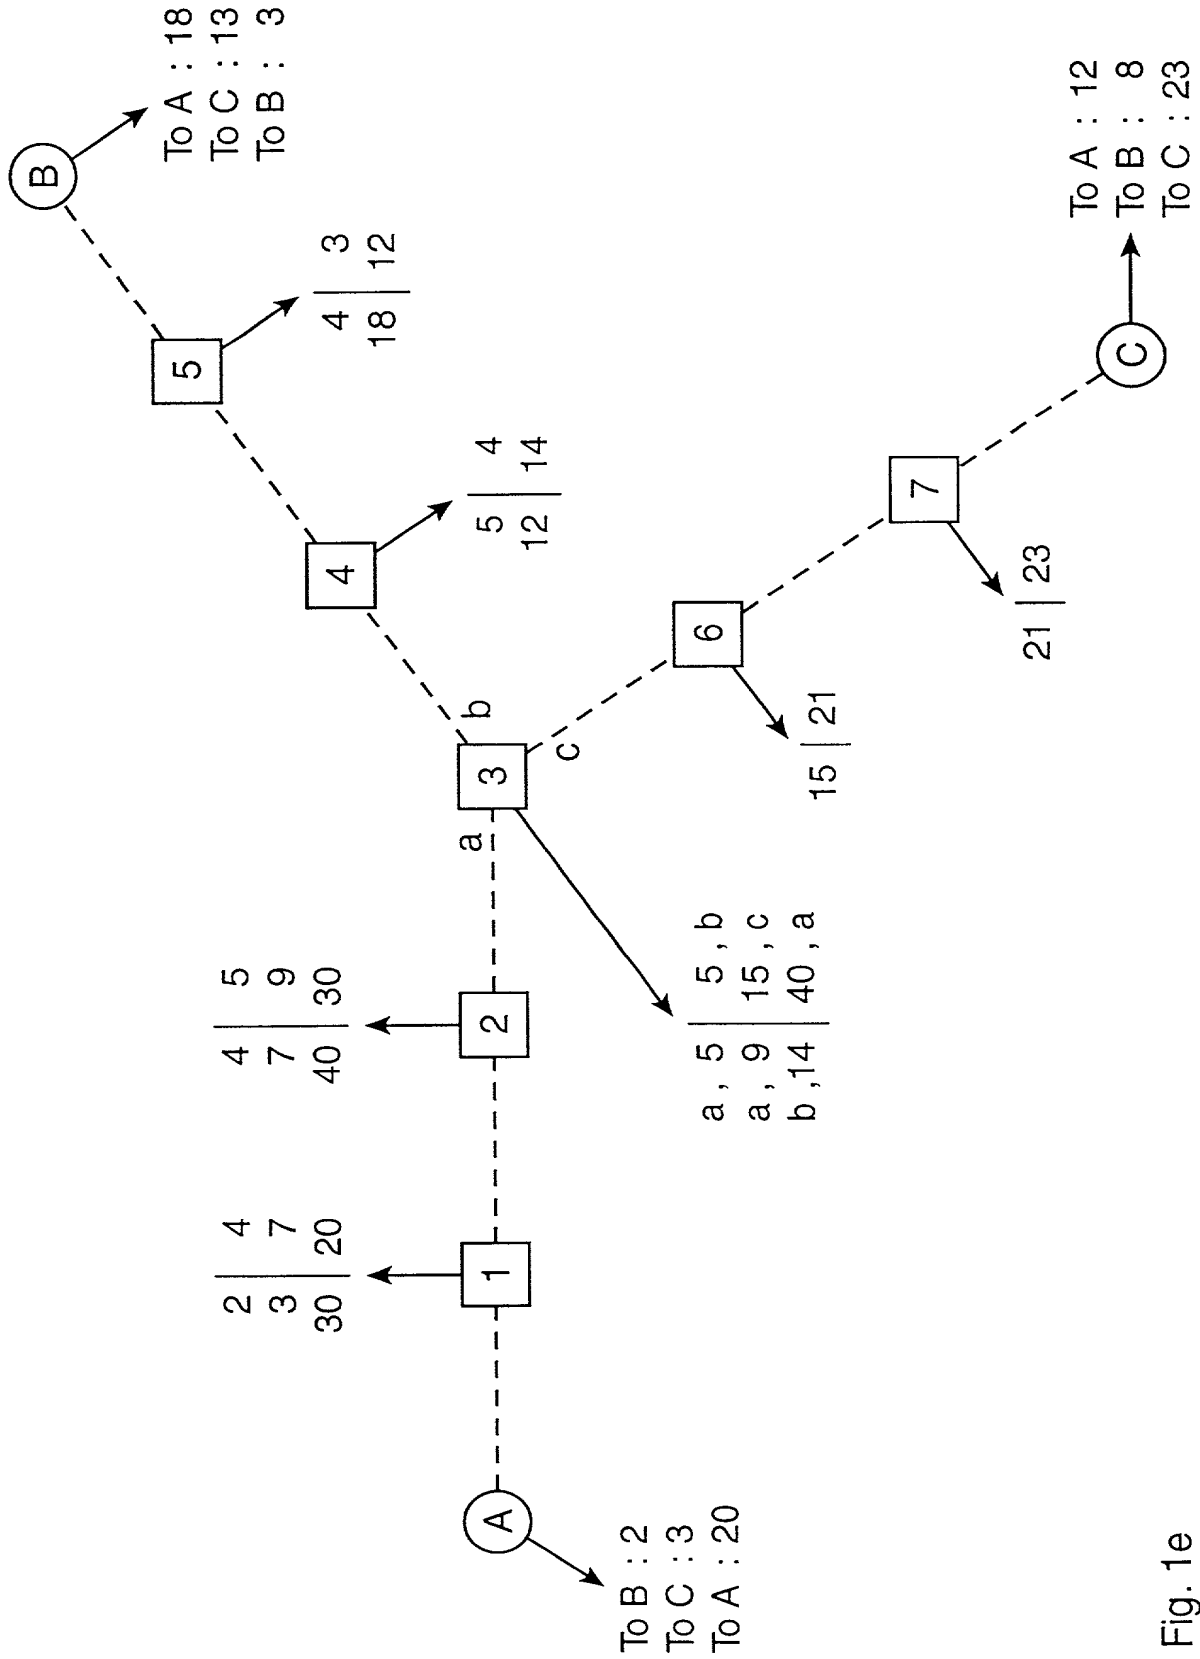 B
To A : 18
To C : 13
To B : 3
5
4 | 3
18 | 12
4
5 | 4
12 | 14
2 | 4
3 | 7
30 | 20
4 | 5
7 | 9
40 | 30
A
1
2
a
3
b
c
To B : 2
To C : 3
To A : 20
a , 5 | 5 , b
a , 9 | 15 , c
b ,14 | 40 , a
6
15 | 21
7
21 | 23
C
To A : 12
To B : 8
To C : 23
Fig. 1e